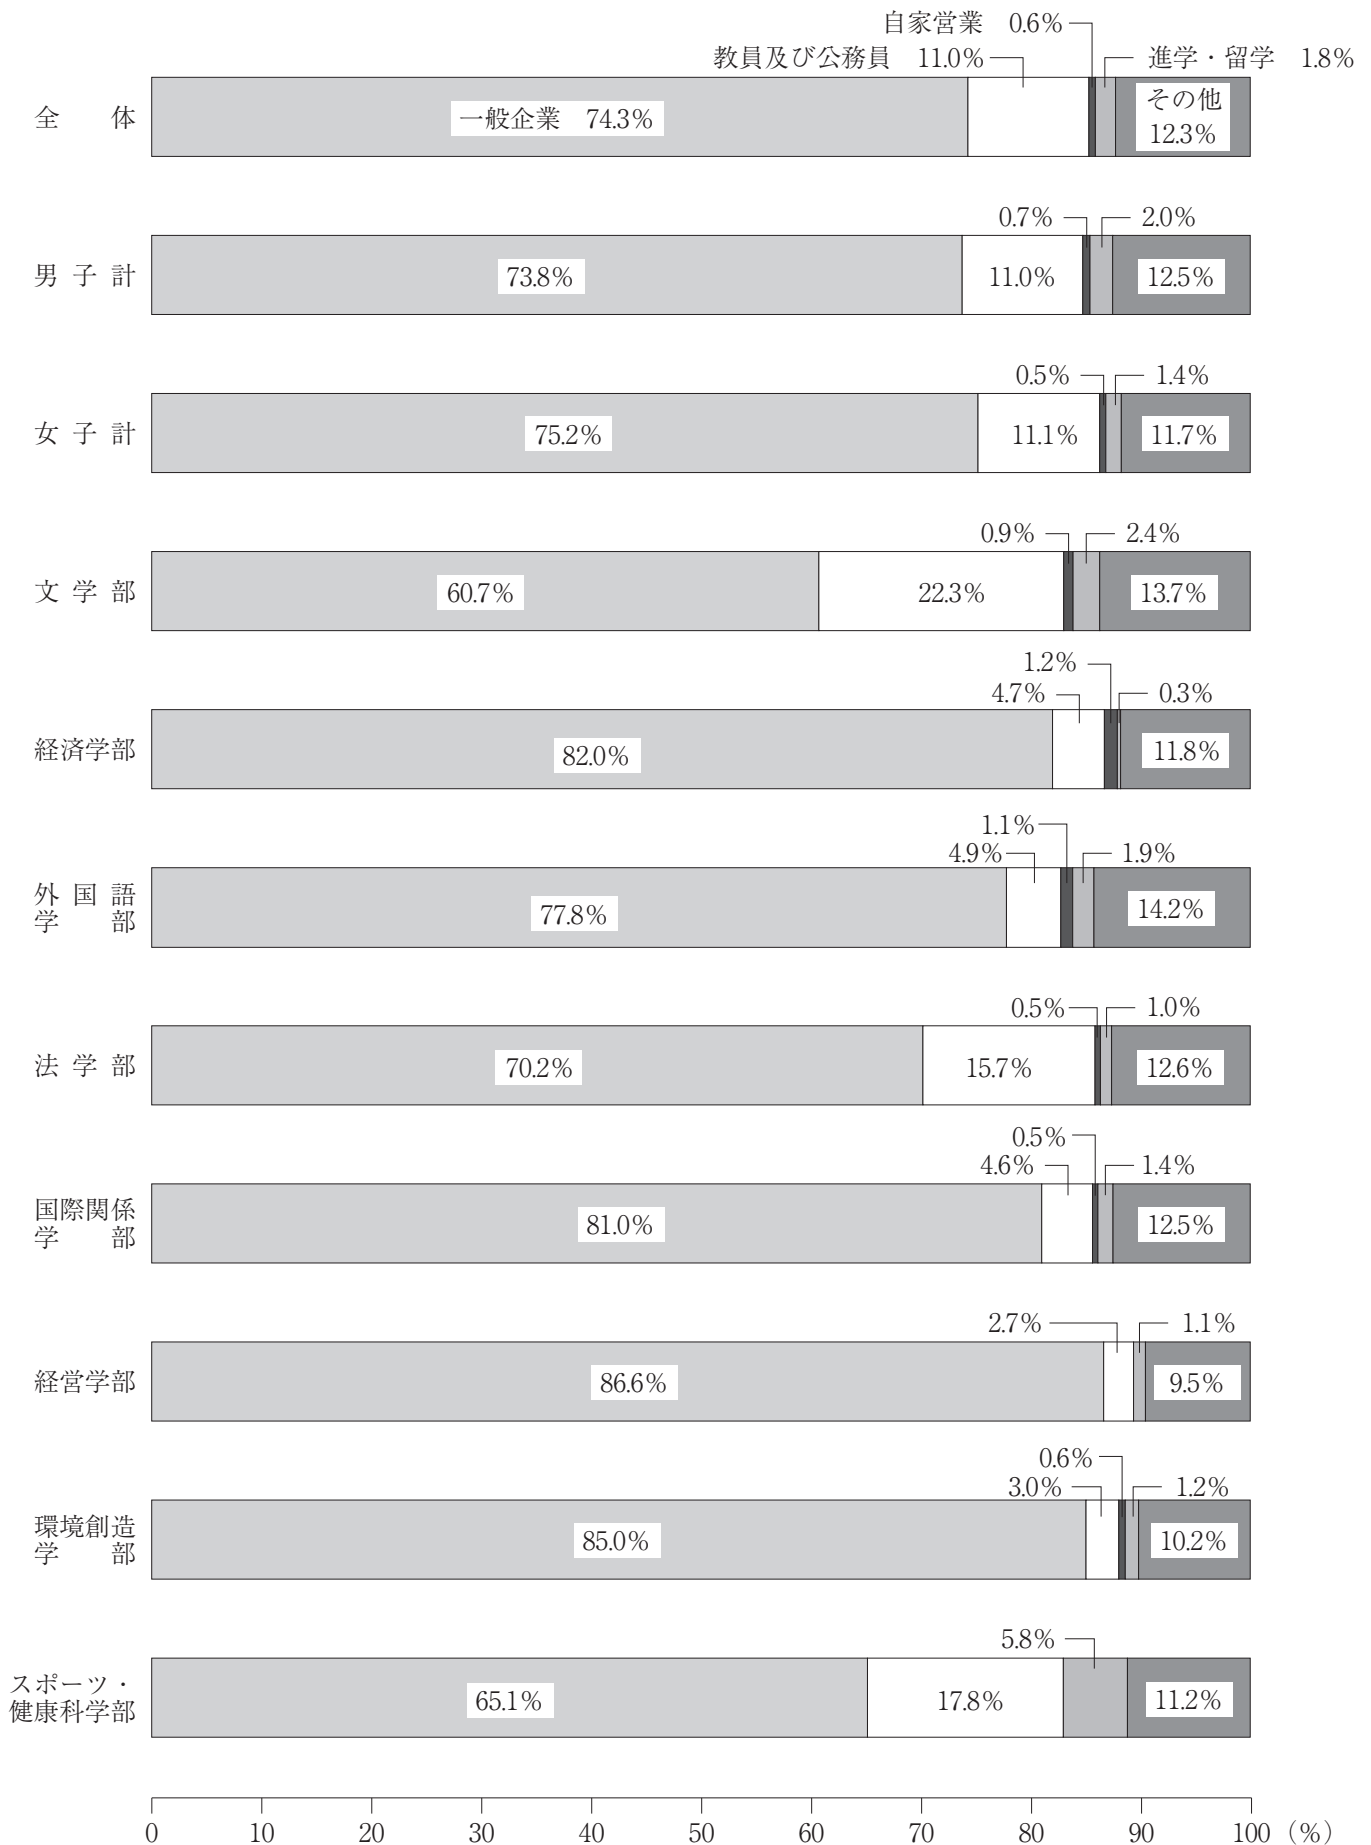 自家営業 0.6%
教員及び公務員 11.0% 進学・留学 1.8%
全体 一般企業 74.3% その他
12.3%
0.7% 2.0%
男子計 73.8% 11.0% 12.5%
0.5% 1.4%
女子計 75.2% 11.1% 11.7%
0.9% 2.4%
文学部 60.7% 22.3% 13.7%
1.2%
4.7% 0.3%
経済学部 82.0% 11.8%
1.1%
4.9% 1.9%
外国語
学部 77.8% 14.2%
0.5% 1.0%
法学部 70.2% 15.7% 12.6%
0.5%
4.6% 1.4%
国際関係
学部 81.0% 12.5%
2.7% 1.1%
経営学部 86.6% 9.5%
0.6%
3.0% 1.2%
環境創造
学部 85.0% 10.2%
5.8%
スポーツ・
健康科学部 65.1% 17.8% 11.2%
0 10 20 30 40 50 60 70 80 90 100 (%)